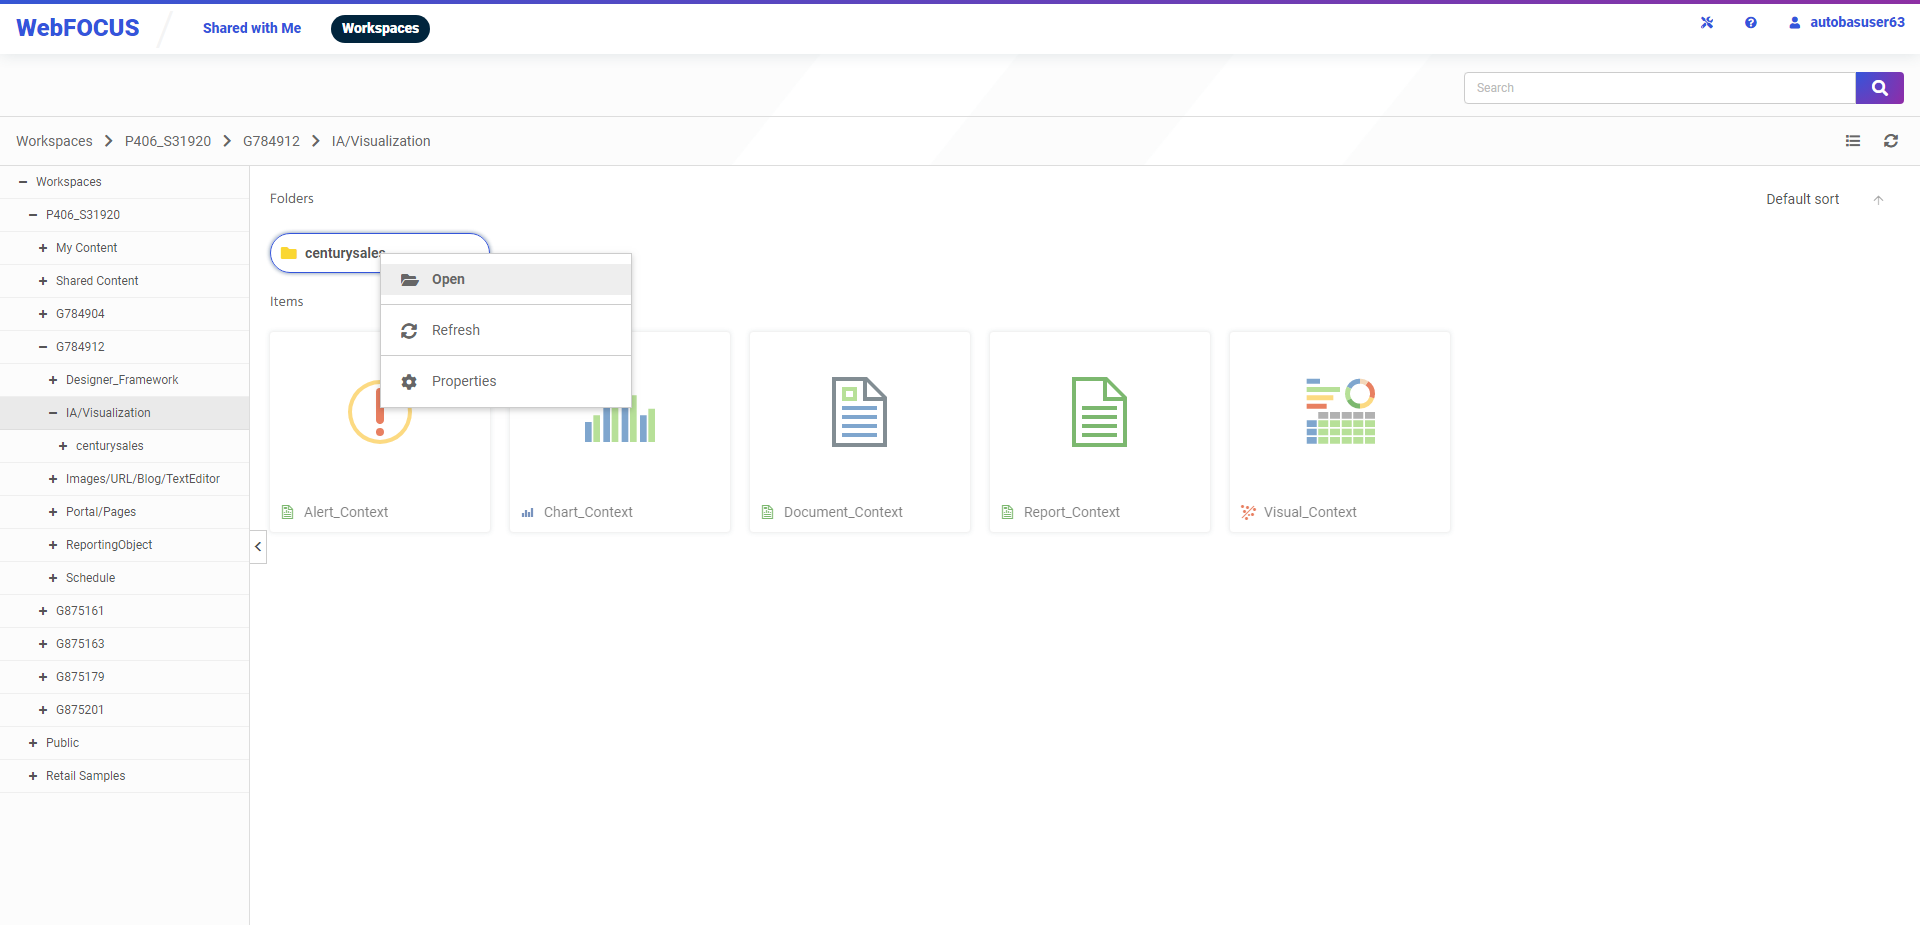 WebFOCUS
Shared with Me
Workspaces
autobasuser63
Search
Workspaces
P406_S31920
G784912
IA/Visualization
Workspaces
P406_S31920
My Content
Shared Content
G784904
G784912
Designer_Framework
IA/Visualization
centurysales
Images/URL/Blog/TextEditor
Portal/Pages
ReportingObject
Schedule
G875161
G875163
G875179
G875201
Public
Retail Samples
Folders
Default sort
centurysales
Open
Refresh
Properties
Items
Alert_Context
Chart_Context
Document_Context
Report_Context
Visual_Context